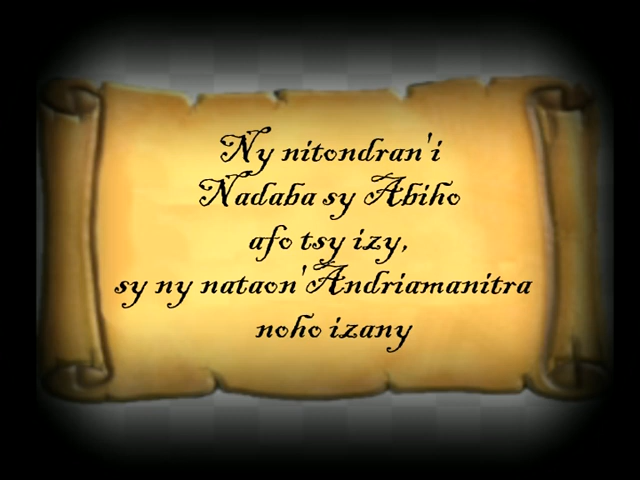 Ny nitondran'i
Nadaba sy Abiho
afo tsy izy,
sy ny nataon'Andriamanitra
noho izany